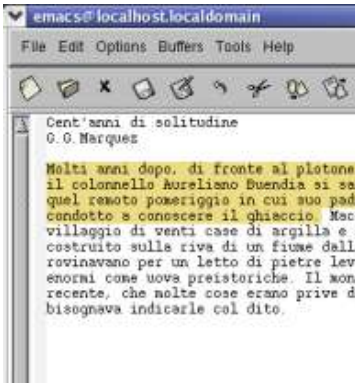 emacs@localhost.localdomain
File Edit Options Buffers Tools Help
Cent'anni di solitudine
G.G.Marquez
Molti anni dopo, di fronte al plotone
il colonnello Aureliano Buendia si sa
quel remoto pomeriggio in cui suo pad
condotto a conoscere il ghiaccio. Mac
villaggio di venti case di argilla e
costruito sulla riva di un fiume dall
rovinavano per un letto di pietre lev
enormi come uova preistoriche. Il mon
recente, che molte cose erano prive d
bisognava indicarle col dito.